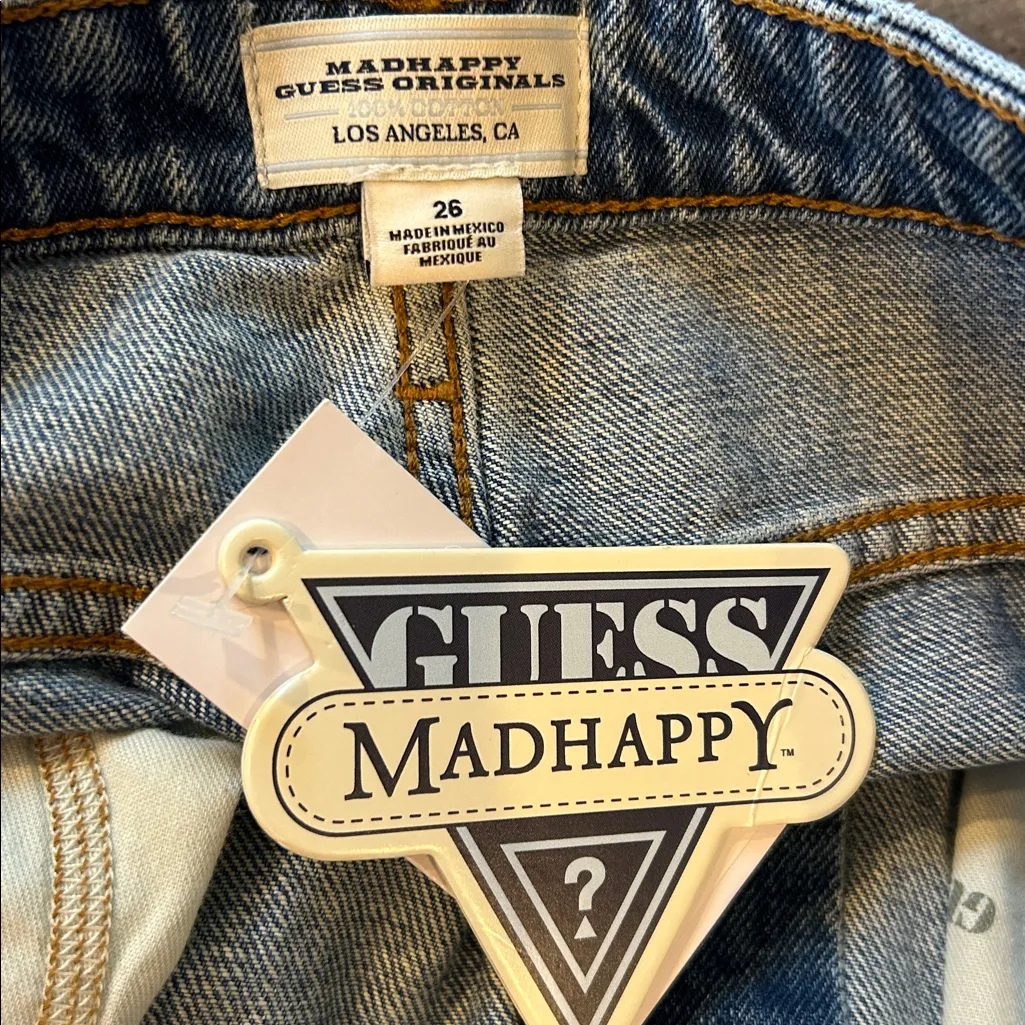 MADHAPPY
GUESS ORIGINALS
100% COTTON
LOS ANGELES, CA
26
MADE IN MEXICO
FABRIQUÉ AU
MEXIQUE
GUESS
MADHAPPY™
?